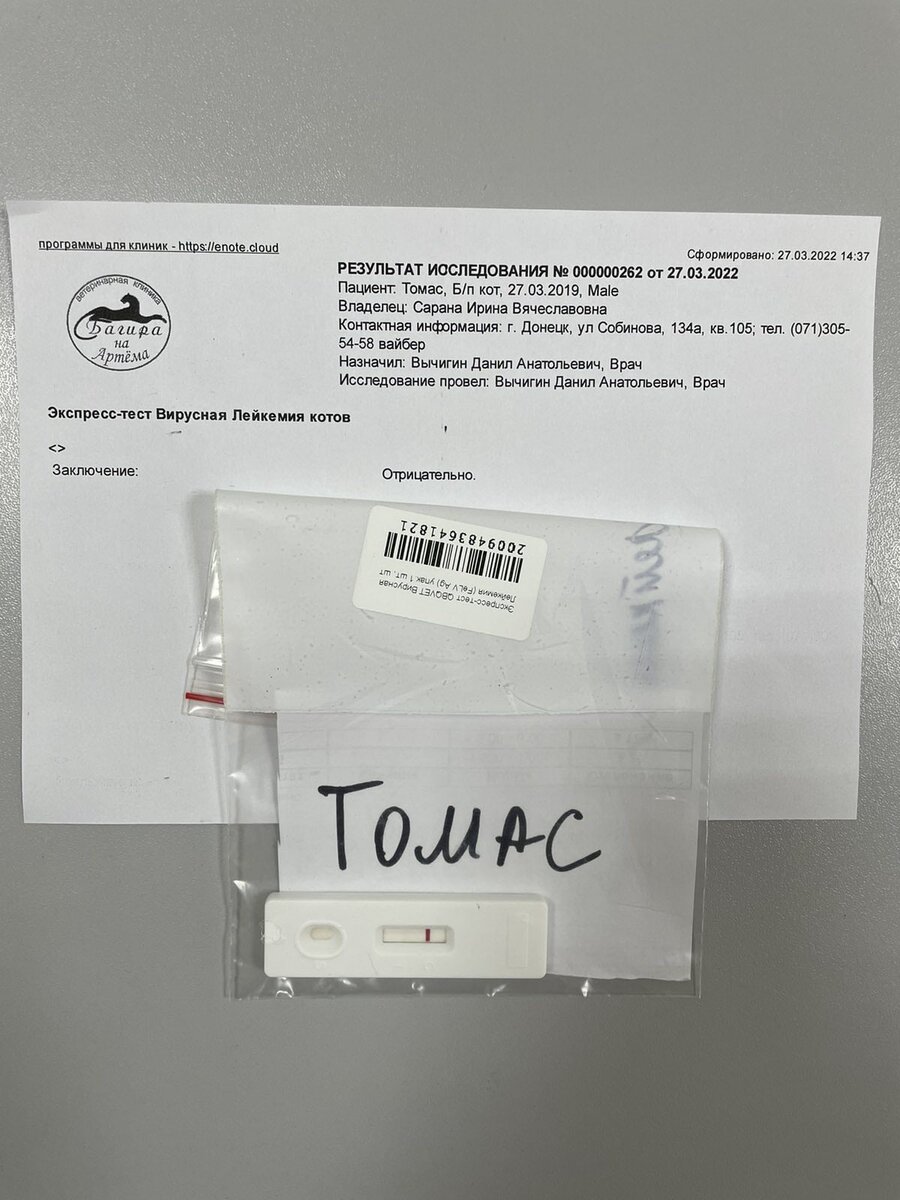 программы для клиник - https://enote.cloud
Сформировано: 27.03.2022 14:37
ветеринарная клиника
Багира
на
Артёма
РЕЗУЛЬТАТ ИССЛЕДОВАНИЯ № 000000262 от 27.03.2022
Пациент: Томас, Б/п кот, 27.03.2019, Male
Владелец: Сарана Ирина Вячеславовна
Контактная информация: г. Донецк, ул Собинова, 134а, кв.105; тел. (071)305-
54-58 вайбер
Назначил: Вычигин Данил Анатольевич, Врач
Исследование провел: Вычигин Данил Анатольевич, Врач
Экспресс-тест Вирусная Лейкемия котов
<>
Заключение: Отрицательно.
Экспресс-тест QBQVET Вирусная
Лейкемия (FeLV Ag) упак 1 шт, шт
2009483641821
Томас